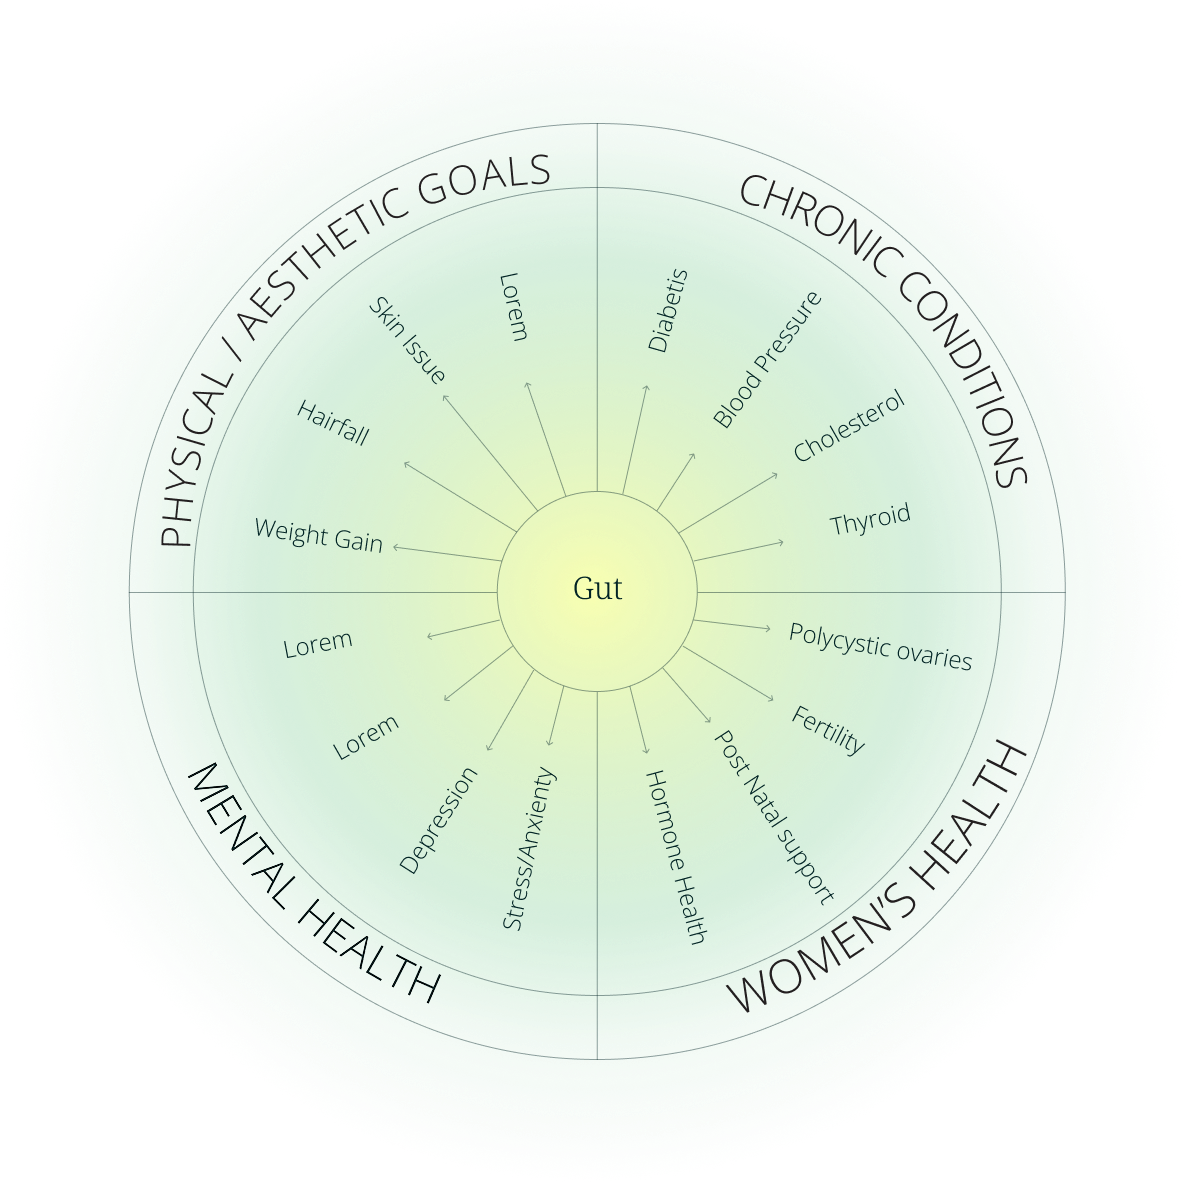 PHYSICAL / AESTHETIC GOALS
Lorem
Skin Issue
Hairfall
Weight Gain
CHRONIC CONDITIONS
Diabetis
Blood Pressure
Cholesterol
Thyroid
Gut
MENTAL HEALTH
Lorem
Lorem
Depression
Stress/Anxienty
WOMEN'S HEALTH
Polycystic ovaries
Fertility
Post Natal support
Hormone Health